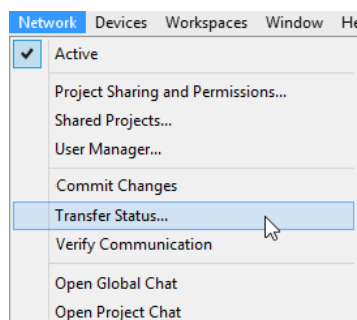 Network Devices Workspaces Window He
Active
Project Sharing and Permissions...
Shared Projects...
User Manager...
Commit Changes
Transfer Status...
Verify Communication
Open Global Chat
Open Project Chat